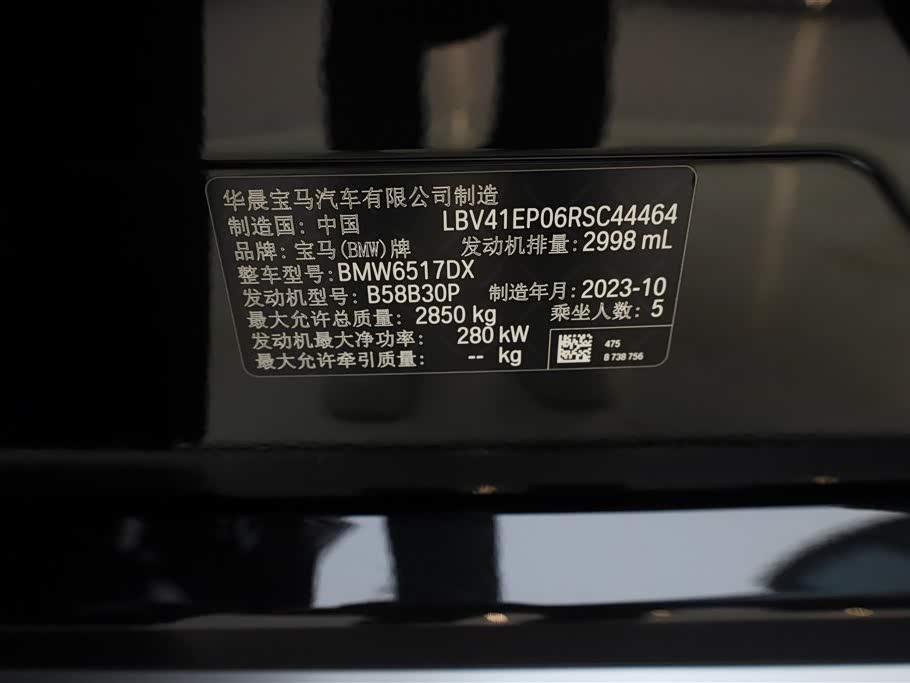 华晨宝马汽车有限公司制造
制造国: 中国 LBV41EP06RSC44464
品牌: 宝马(BMW)牌 发动机排量: 2998 mL
整车型号: BMW6517DX
发动机型号: B58B30P 制造年月: 2023-10
最大允许总质量: 2850 kg 乘坐人数: 5
发动机最大净功率: 280 kW
最大允许牵引质量: -- kg
475
8 738 756